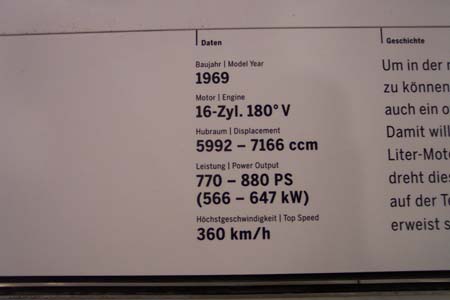 Daten
Baujahr | Model Year
1969
Motor | Engine
16-Zyl. 180° V
Hubraum | Displacement
5992 – 7166 ccm
Leistung | Power Output
770 – 880 PS
(566 – 647 kW)
Höchstgeschwindigkeit | Top Speed
360 km/h
Geschichte
Um in der
zu können
auch ein
Damit will
Liter-Mot
dreht dies
auf der
erweist